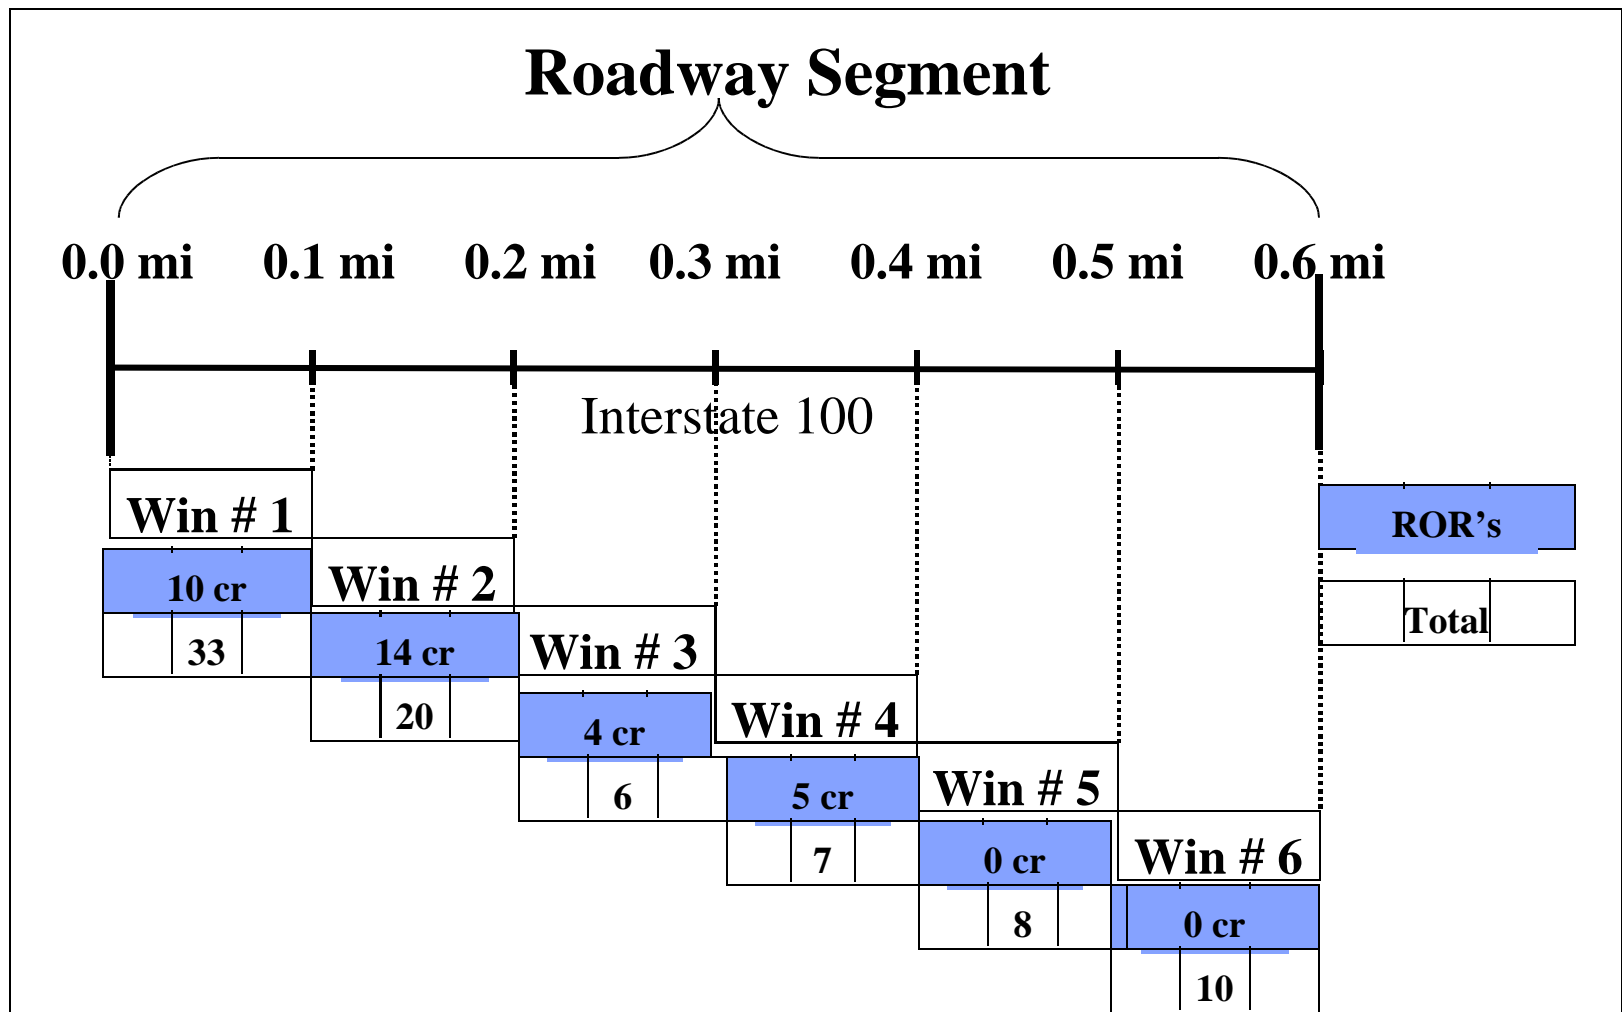 Roadway Segment
0.0 mi 0.1 mi 0.2 mi 0.3 mi 0.4 mi 0.5 mi 0.6 mi
Interstate 100
Win # 1
ROR’s
10 cr
Win # 2
Total
33
14 cr
Win # 3
20
4 cr
Win # 4
6
5 cr
Win # 5
7
0 cr
Win # 6
8
0 cr
10